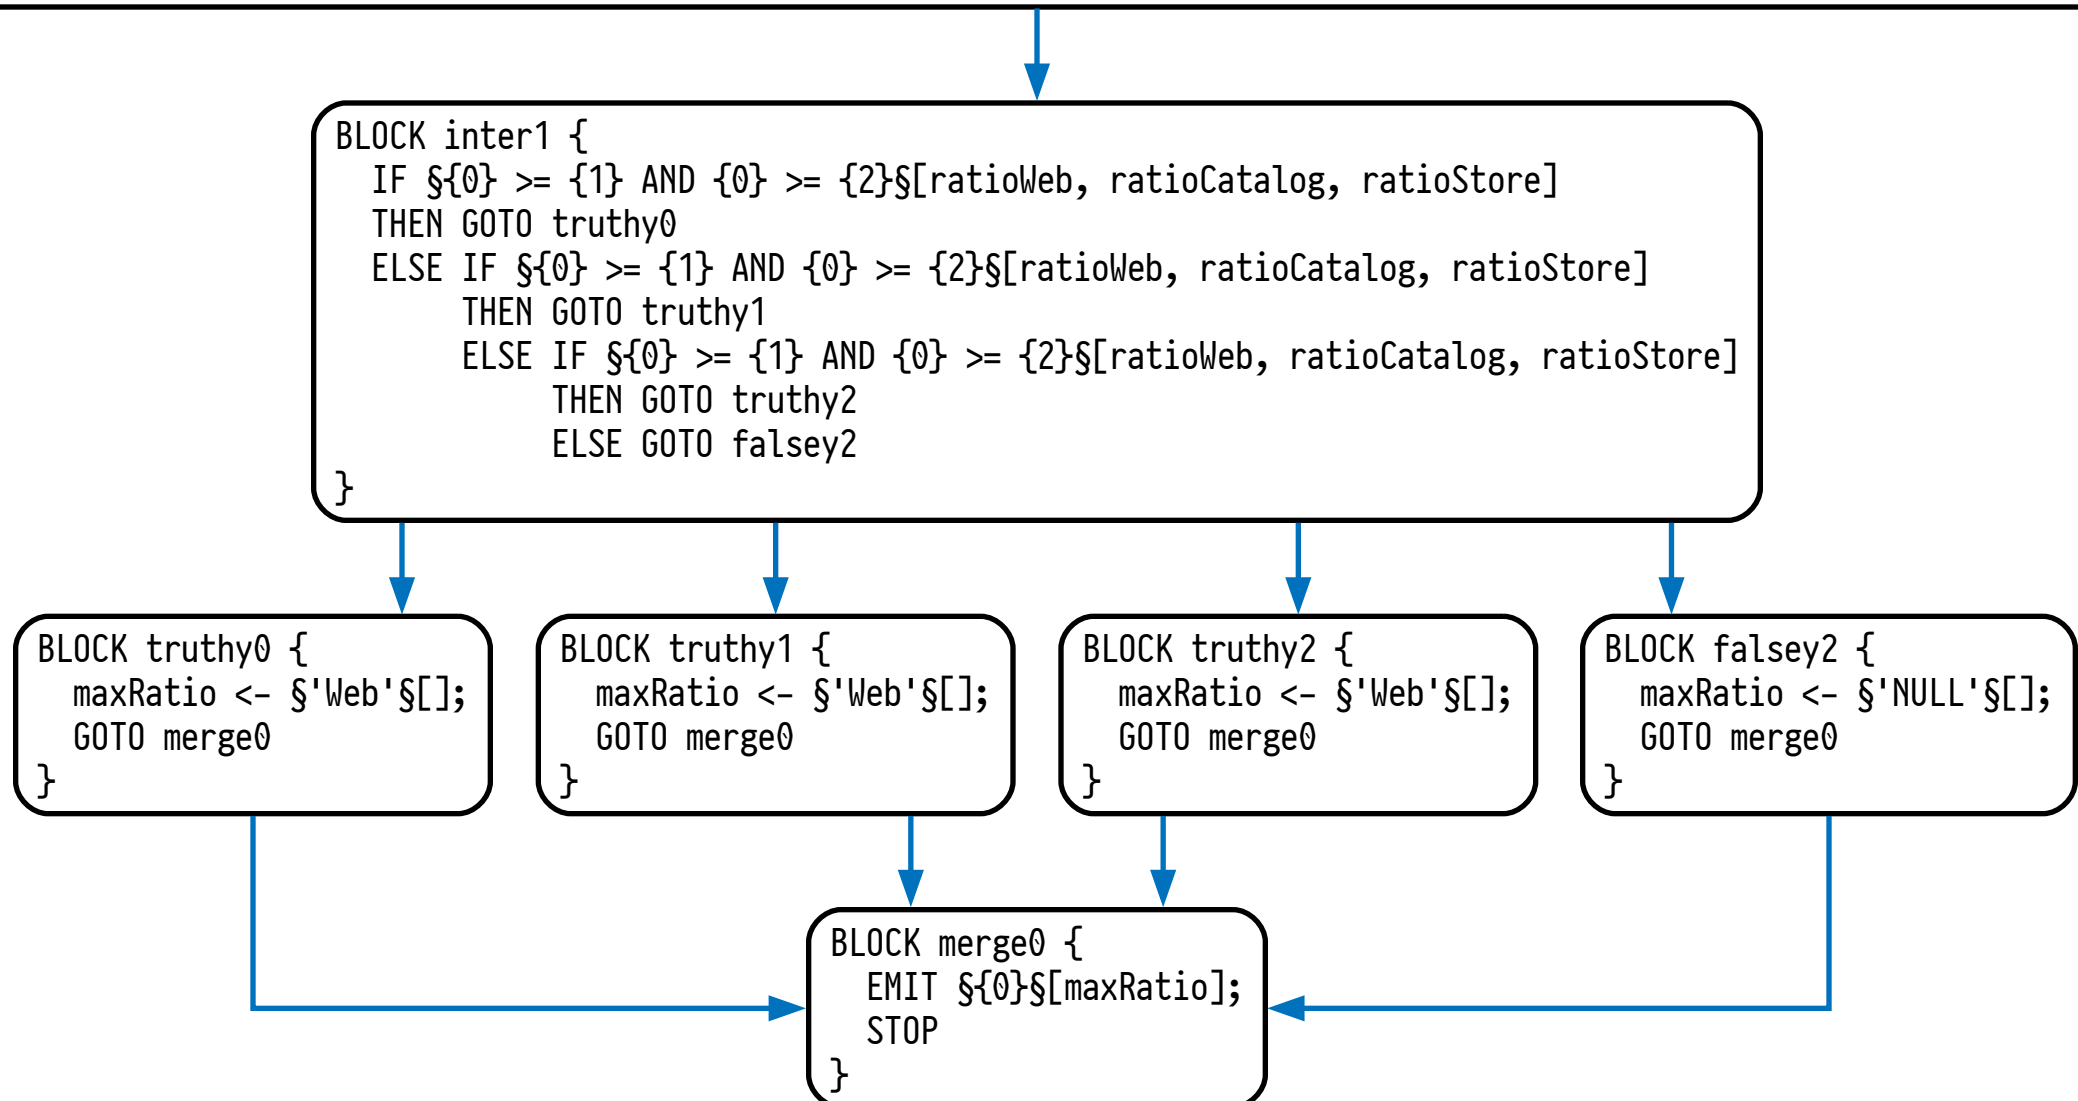 BLOCK inter1 {
  IF §{0} >= {1} AND {0} >= {2}§[ratioWeb, ratioCatalog, ratioStore]
  THEN GOTO truthy0
  ELSE IF §{0} >= {1} AND {0} >= {2}§[ratioWeb, ratioCatalog, ratioStore]
       THEN GOTO truthy1
       ELSE IF §{0} >= {1} AND {0} >= {2}§[ratioWeb, ratioCatalog, ratioStore]
            THEN GOTO truthy2
            ELSE GOTO falsey2
}
BLOCK truthy0 {
  maxRatio <- §'Web'§[];
  GOTO merge0
}
BLOCK truthy1 {
  maxRatio <- §'Web'§[];
  GOTO merge0
}
BLOCK truthy2 {
  maxRatio <- §'Web'§[];
  GOTO merge0
}
BLOCK falsey2 {
  maxRatio <- §'NULL'§[];
  GOTO merge0
}
BLOCK merge0 {
  EMIT §{0}§[maxRatio];
  STOP
}